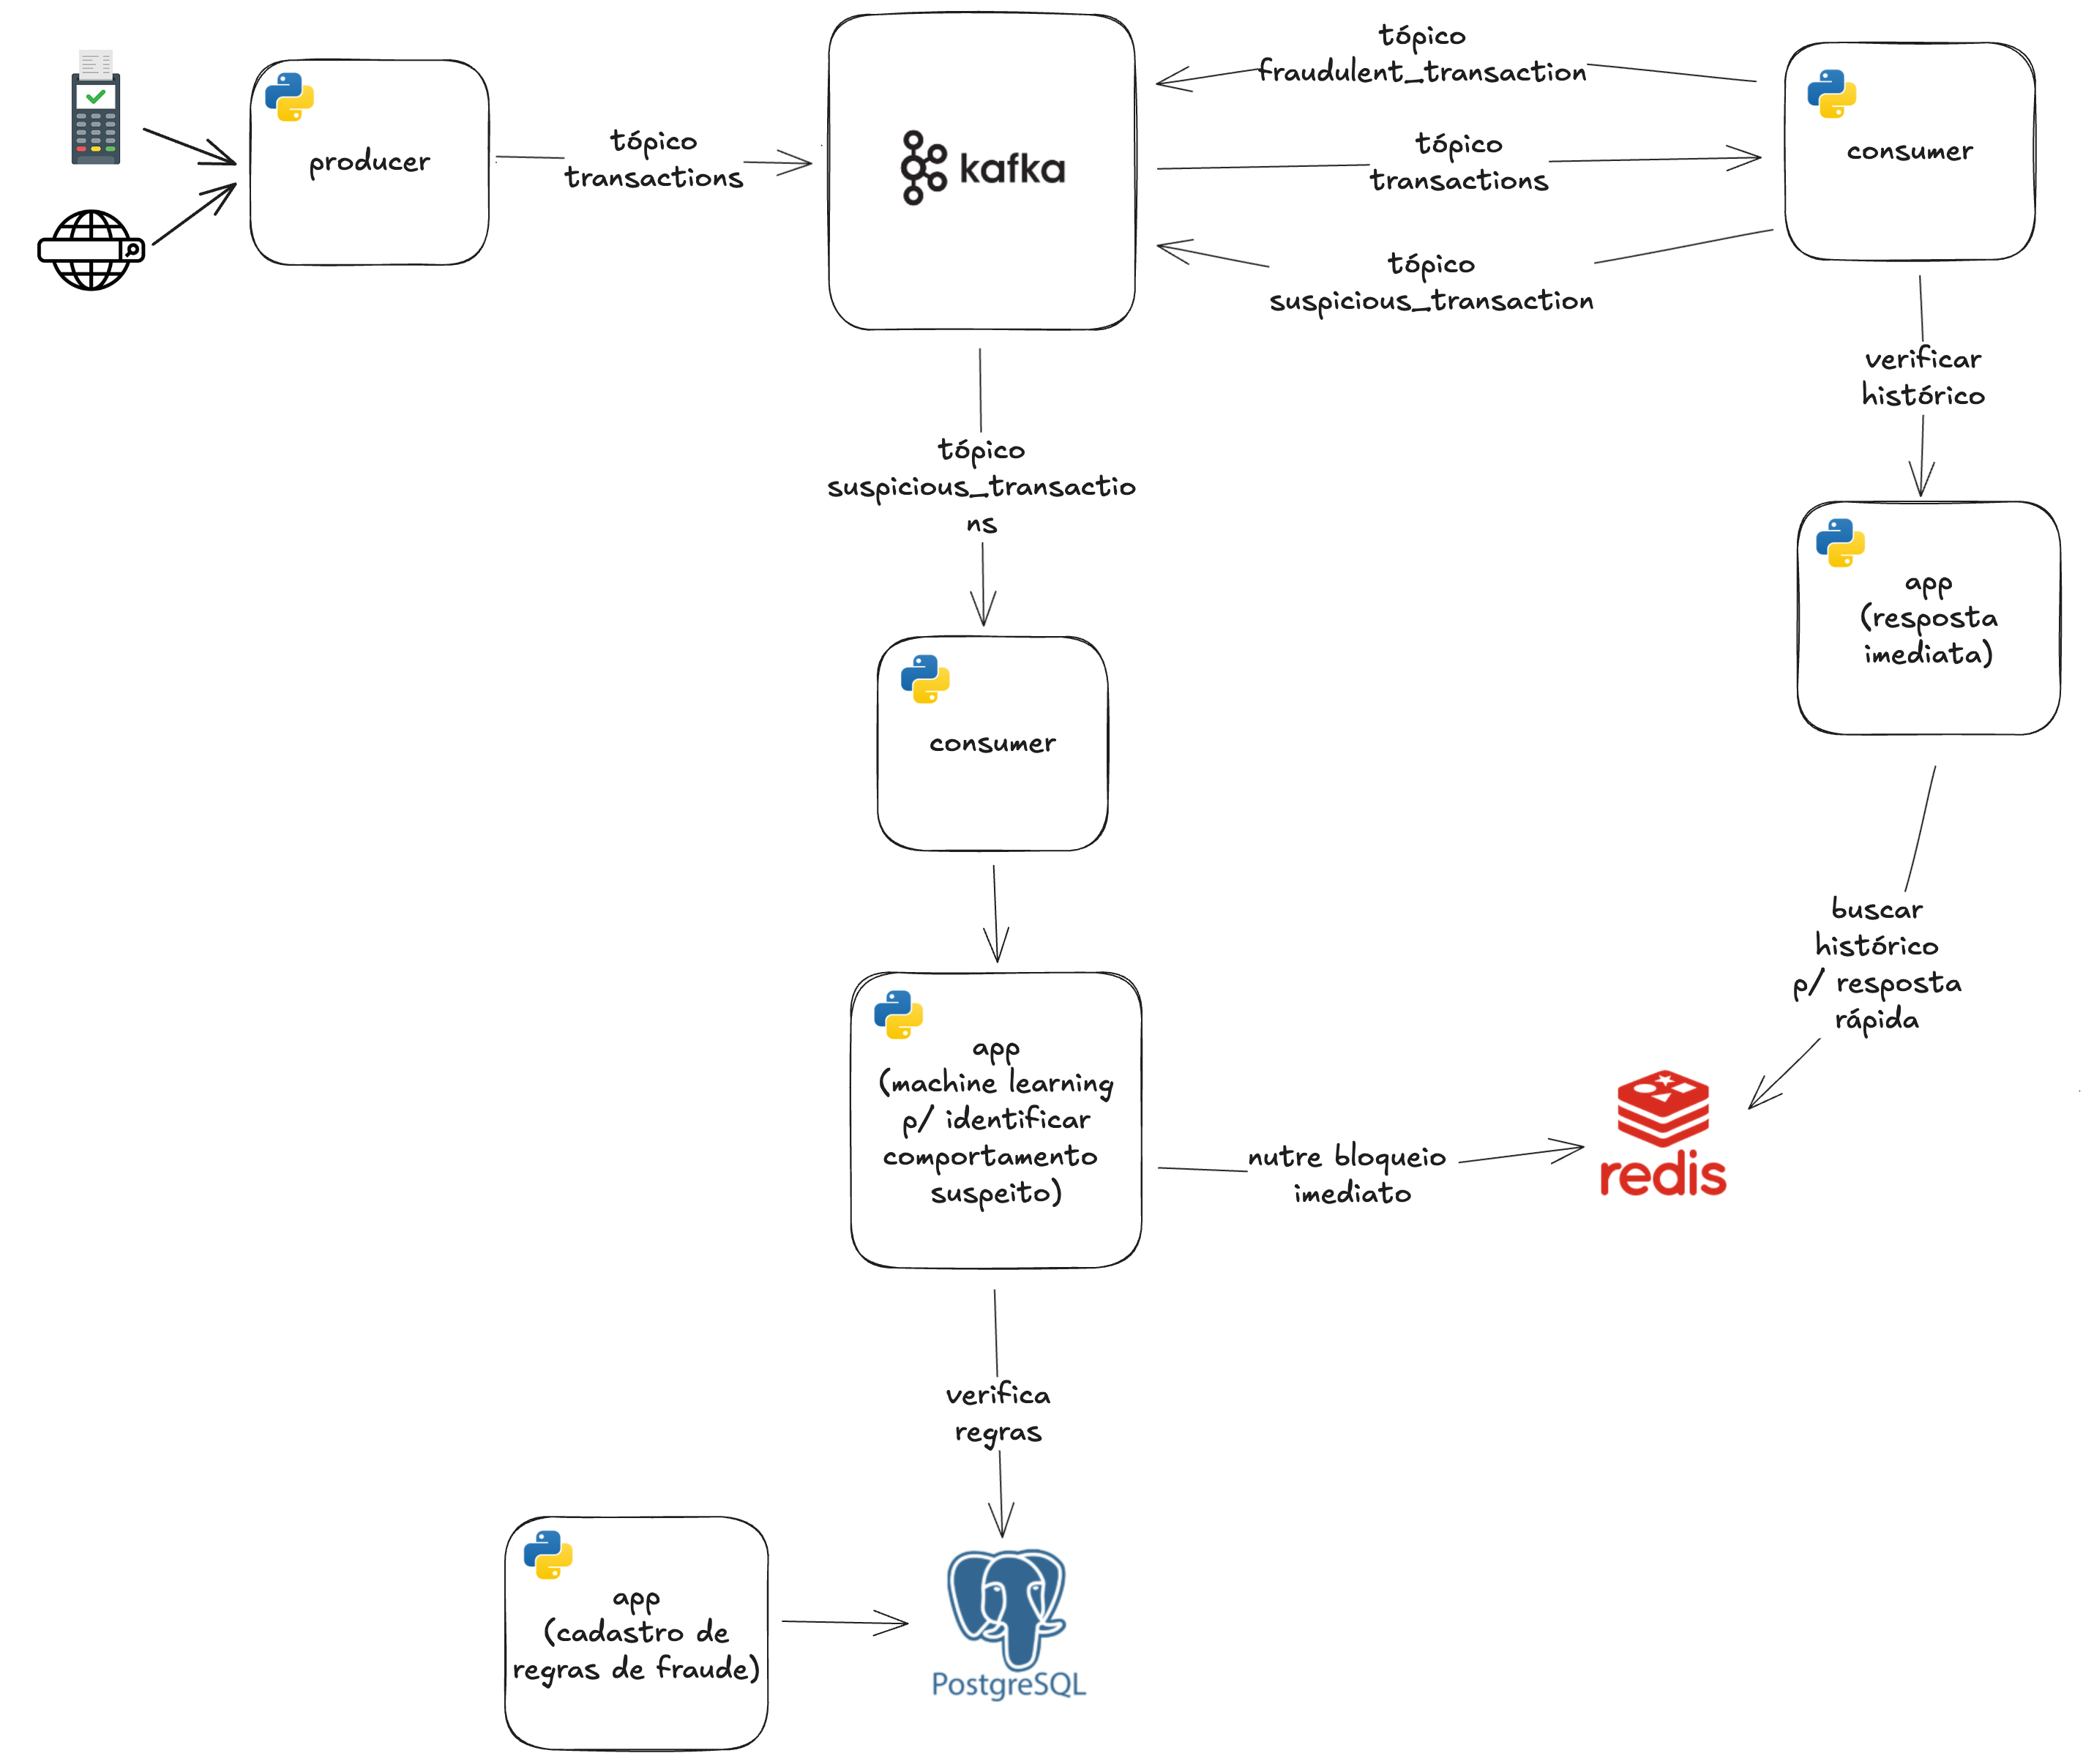 producer
tópico
transactions
kafka
tópico
fraudulent_transaction
tópico
transactions
tópico
suspicious_transaction
consumer
verificar
histórico
app
(resposta
imediata)
buscar
histórico
p/ resposta
rápida
redis
tópico
suspicious_transactio
ns
consumer
app
(machine learning
p/ identificar
comportamento
suspeito)
nutre bloqueio
imediato
verifica
regras
app
(cadastro de
regras de fraude)
PostgreSQL